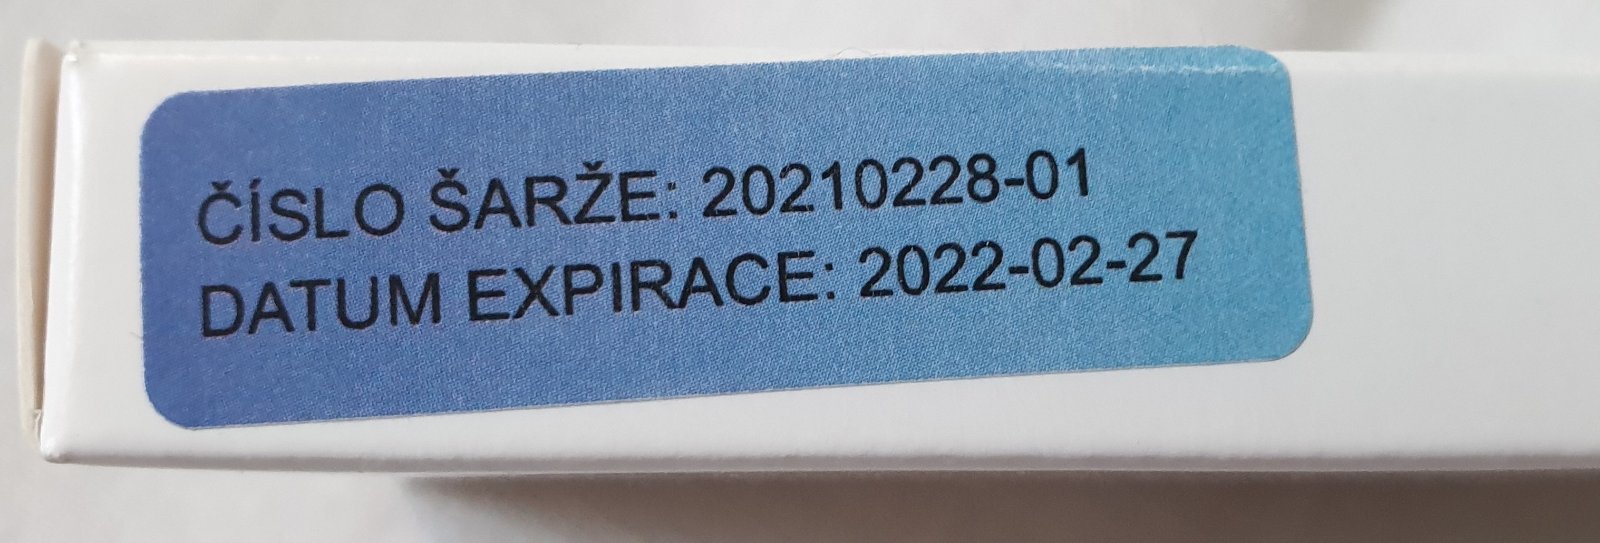 ČÍSLO ŠARŽE: 20210228-01
DATUM EXPIRACE: 2022-02-27